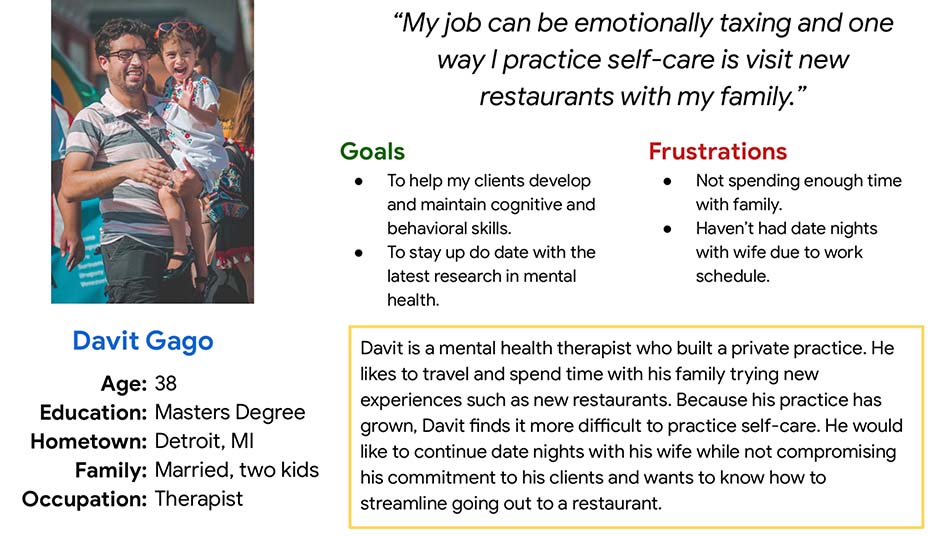 “My job can be emotionally taxing and one
way I practice self-care is visit new
restaurants with my family.”
Goals
● To help my clients develop
and maintain cognitive and
behavioral skills.
● To stay up do date with the
latest research in mental
health.
Frustrations
● Not spending enough time
with family.
● Haven’t had date nights
with wife due to work
schedule.
Davit Gago
Age: 38
Education: Masters Degree
Hometown: Detroit, MI
Family: Married, two kids
Occupation: Therapist
Davit is a mental health therapist who built a private practice. He
likes to travel and spend time with his family trying new
experiences such as new restaurants. Because his practice has
grown, Davit finds it more difficult to practice self-care. He would
like to continue date nights with his wife while not compromising
his commitment to his clients and wants to know how to
streamline going out to a restaurant.